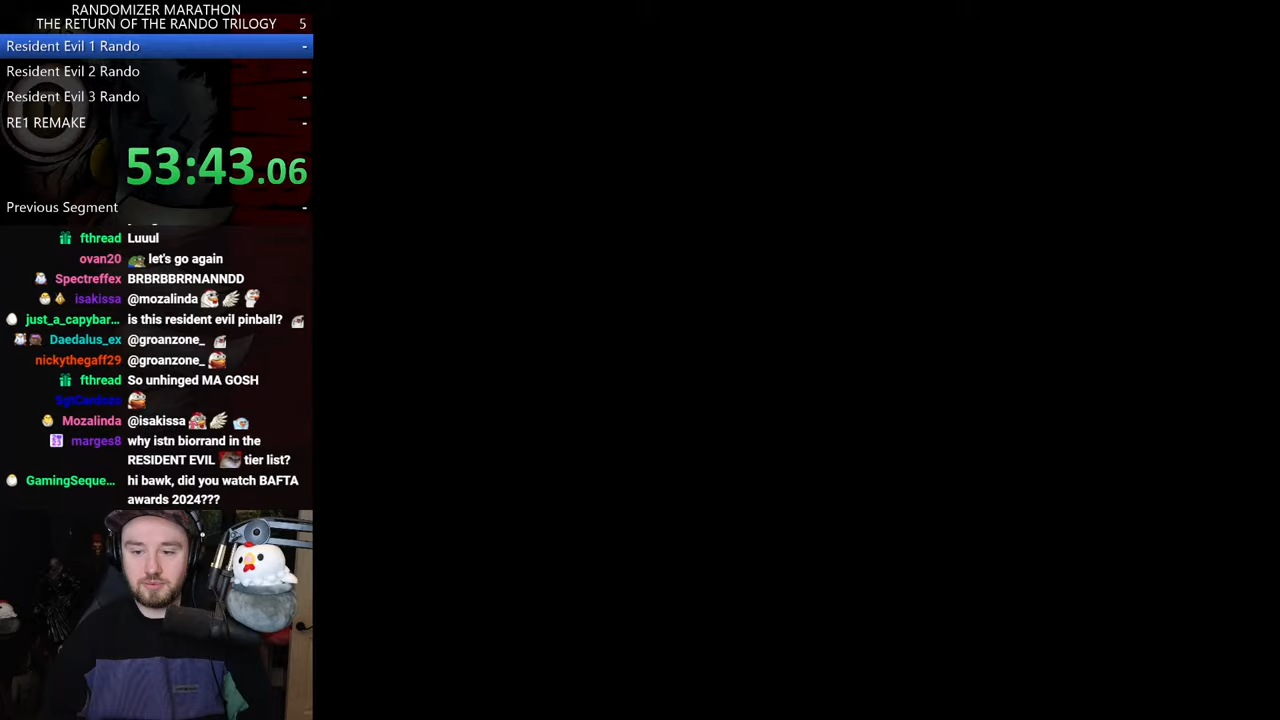 RANDOMIZER MARATHON
THE RETURN OF THE RANDO TRILOGY 5
Resident Evil 1 Rando -
Resident Evil 2 Rando -
Resident Evil 3 Rando -
RE1 REMAKE -
53:43.06
Previous Segment -
fthread Luuul
ovan20 let's go again
Spectreffex BRBRBBRRNANNDD
isakissa @mozalinda
just_a_capybar... is this resident evil pinball?
Daedalus_ex @groanzone_
nickythegaff29 @groanzone_
fthread So unhinged MA GOSH
SgtCardozo
Mozalinda @isakissa
marges8 why istn biorrand in the
RESIDENT EVIL tier list?
GamingSeque... hi bawk, did you watch BAFTA
awards 2024???